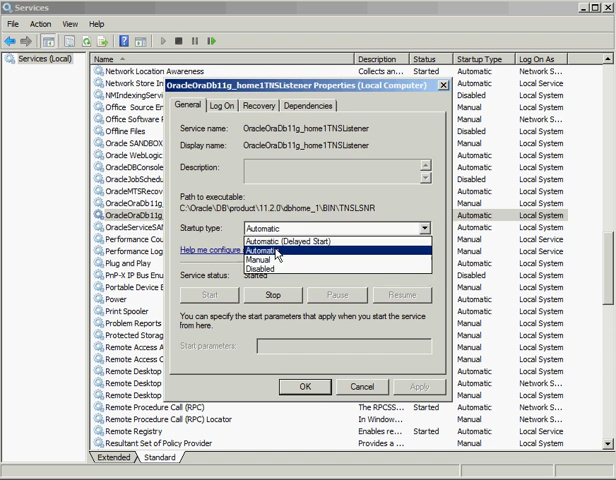 Services
File Action View Help
Services (Local)
Name Description Status Startup Type Log On As
Network Location Awareness Collects an... Started Automatic Network S...
Network Store In Automatic Local Service
NMIndexingServi Disabled Local System
Office Source En Manual Local System
Office Software F Manual Network S...
Offline Files Disabled Local System
Oracle SANDBOX Manual Local System
Oracle WebLogic Automatic Local System
OracleDBConsole Manual Local System
OracleJobSchedu Disabled Local System
OracleMTSRecov Automatic Local System
OracleOraDb11g_ Manual Local System
OracleOraDb11g_ Automatic Local System
OracleServiceSAN Automatic Local System
Performance Cou Manual Local Service
Performance Log Manual Local Service
Plug and Play Automatic Local System
PnP-X IP Bus Enu Disabled Local System
Portable Device E Manual Local System
Power Automatic Local System
Print Spooler Automatic Local System
Problem Reports Manual Local System
Protected Storag Manual Local System
Remote Access A Manual Local System
Remote Access C Manual Local System
Remote Desktop Manual Local System
Remote Desktop Manual Network S...
Remote Desktop Manual Local System
Remote Procedure Call (RPC) The RPCSS... Started Automatic Network S...
Remote Procedure Call (RPC) Locator In Window... Manual Network S...
Remote Registry Enables re... Started Automatic Local Service
Resultant Set of Policy Provider Provides a ... Manual Local System
Extended Standard
OracleOraDb11g_home1TNSListener Properties (Local Computer)
General Log On Recovery Dependencies
Service name: OracleOraDb11g_home1TNSListener
Display name: OracleOraDb11g_home1TNSListener
Description:
Path to executable:
C:\Oracle\DB\product\11.2.0\dbhome_1\BIN\TNSLSNR
Startup type: Automatic
Automatic (Delayed Start)
Automatic
Manual
Disabled
Help me configure
Service status: Started
Start Stop Pause Resume
You can specify the start parameters that apply when you start the service
from here.
Start parameters:
OK Cancel Apply